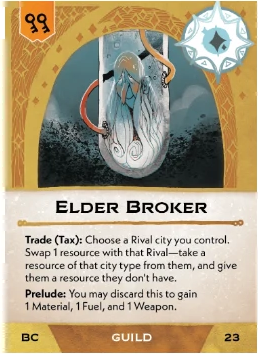 ELDER BROKER
Trade (Tax): Choose a Rival city you control.
Swap 1 resource with that Rival—take a
resource of that city type from them, and give
them a resource they don't have.
Prelude: You may discard this to gain
1 Material, 1 Fuel, and 1 Weapon.
BC GUILD 23